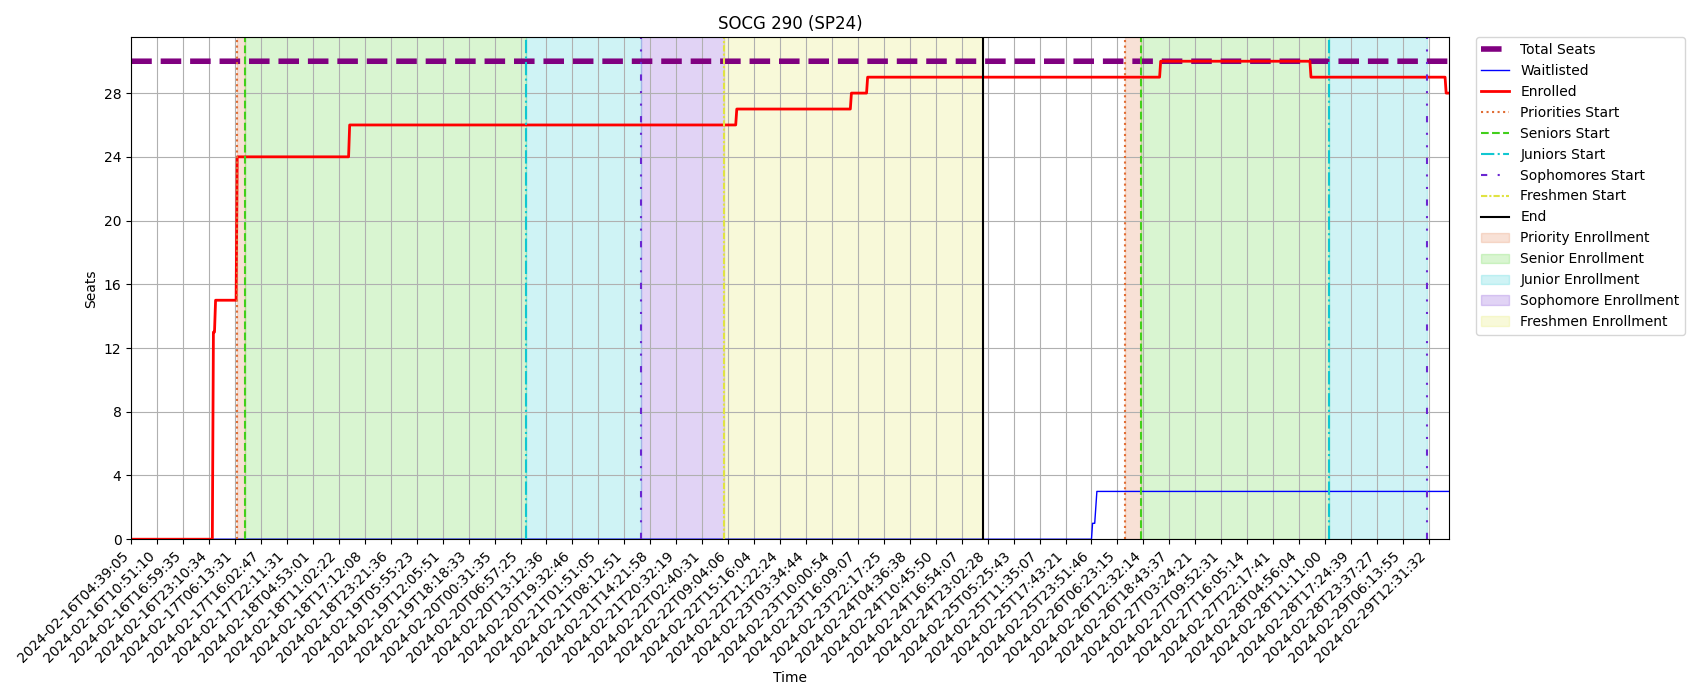 SOCG 290 (SP24)
Seats
28
24
20
16
12
8
4
0
2024-02-16T04:39:05
2024-02-16T10:51:10
2024-02-16T16:59:35
2024-02-16T23:10:34
2024-02-17T06:13:31
2024-02-17T16:02:47
2024-02-17T22:11:31
2024-02-18T04:53:01
2024-02-18T11:02:22
2024-02-18T17:12:08
2024-02-18T23:21:36
2024-02-19T05:55:23
2024-02-19T12:05:51
2024-02-19T18:18:33
2024-02-20T00:31:35
2024-02-20T06:57:25
2024-02-20T13:12:36
2024-02-20T19:32:46
2024-02-21T01:51:05
2024-02-21T08:12:51
2024-02-21T14:21:58
2024-02-21T20:32:19
2024-02-22T02:40:31
2024-02-22T09:04:06
2024-02-22T15:16:04
2024-02-22T21:22:24
2024-02-23T03:34:44
2024-02-23T10:00:54
2024-02-23T16:09:07
2024-02-23T22:17:25
2024-02-24T04:36:38
2024-02-24T10:45:50
2024-02-24T16:54:07
2024-02-24T23:02:28
2024-02-25T05:25:43
2024-02-25T11:35:07
2024-02-25T17:43:21
2024-02-25T23:51:46
2024-02-26T06:23:15
2024-02-26T12:32:14
2024-02-26T18:43:37
2024-02-27T03:24:21
2024-02-27T09:52:31
2024-02-27T16:05:14
2024-02-27T22:17:41
2024-02-28T04:56:04
2024-02-28T11:11:00
2024-02-28T17:24:39
2024-02-28T23:37:27
2024-02-29T06:13:55
2024-02-29T12:31:32
Time
Total Seats
Waitlisted
Enrolled
Priorities Start
Seniors Start
Juniors Start
Sophomores Start
Freshmen Start
End
Priority Enrollment
Senior Enrollment
Junior Enrollment
Sophomore Enrollment
Freshmen Enrollment